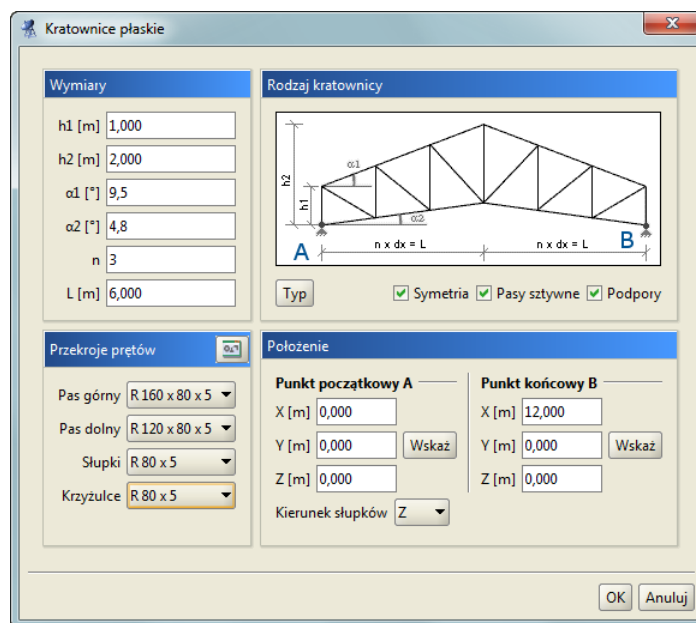 Kratownice płaskie
Wymiary
h1 [m] 1,000
h2 [m] 2,000
α1 [°] 9,5
α2 [°] 4,8
n 3
L [m] 6,000
Rodzaj kratownicy
h2
h1
α1
α2
A
B
n x dx = L
n x dx = L
Typ
Symetria
Pasy sztywne
Podpory
Przekroje prętów
Pas górny R 160 x 80 x 5
Pas dolny R 120 x 80 x 5
Słupki R 80 x 5
Krzyżulce R 80 x 5
Położenie
Punkt początkowy A
X [m] 0,000
Y [m] 0,000 Wskaż
Z [m] 0,000
Kierunek słupków Z
Punkt końcowy B
X [m] 12,000
Y [m] 0,000 Wskaż
Z [m] 0,000
OK
Anuluj